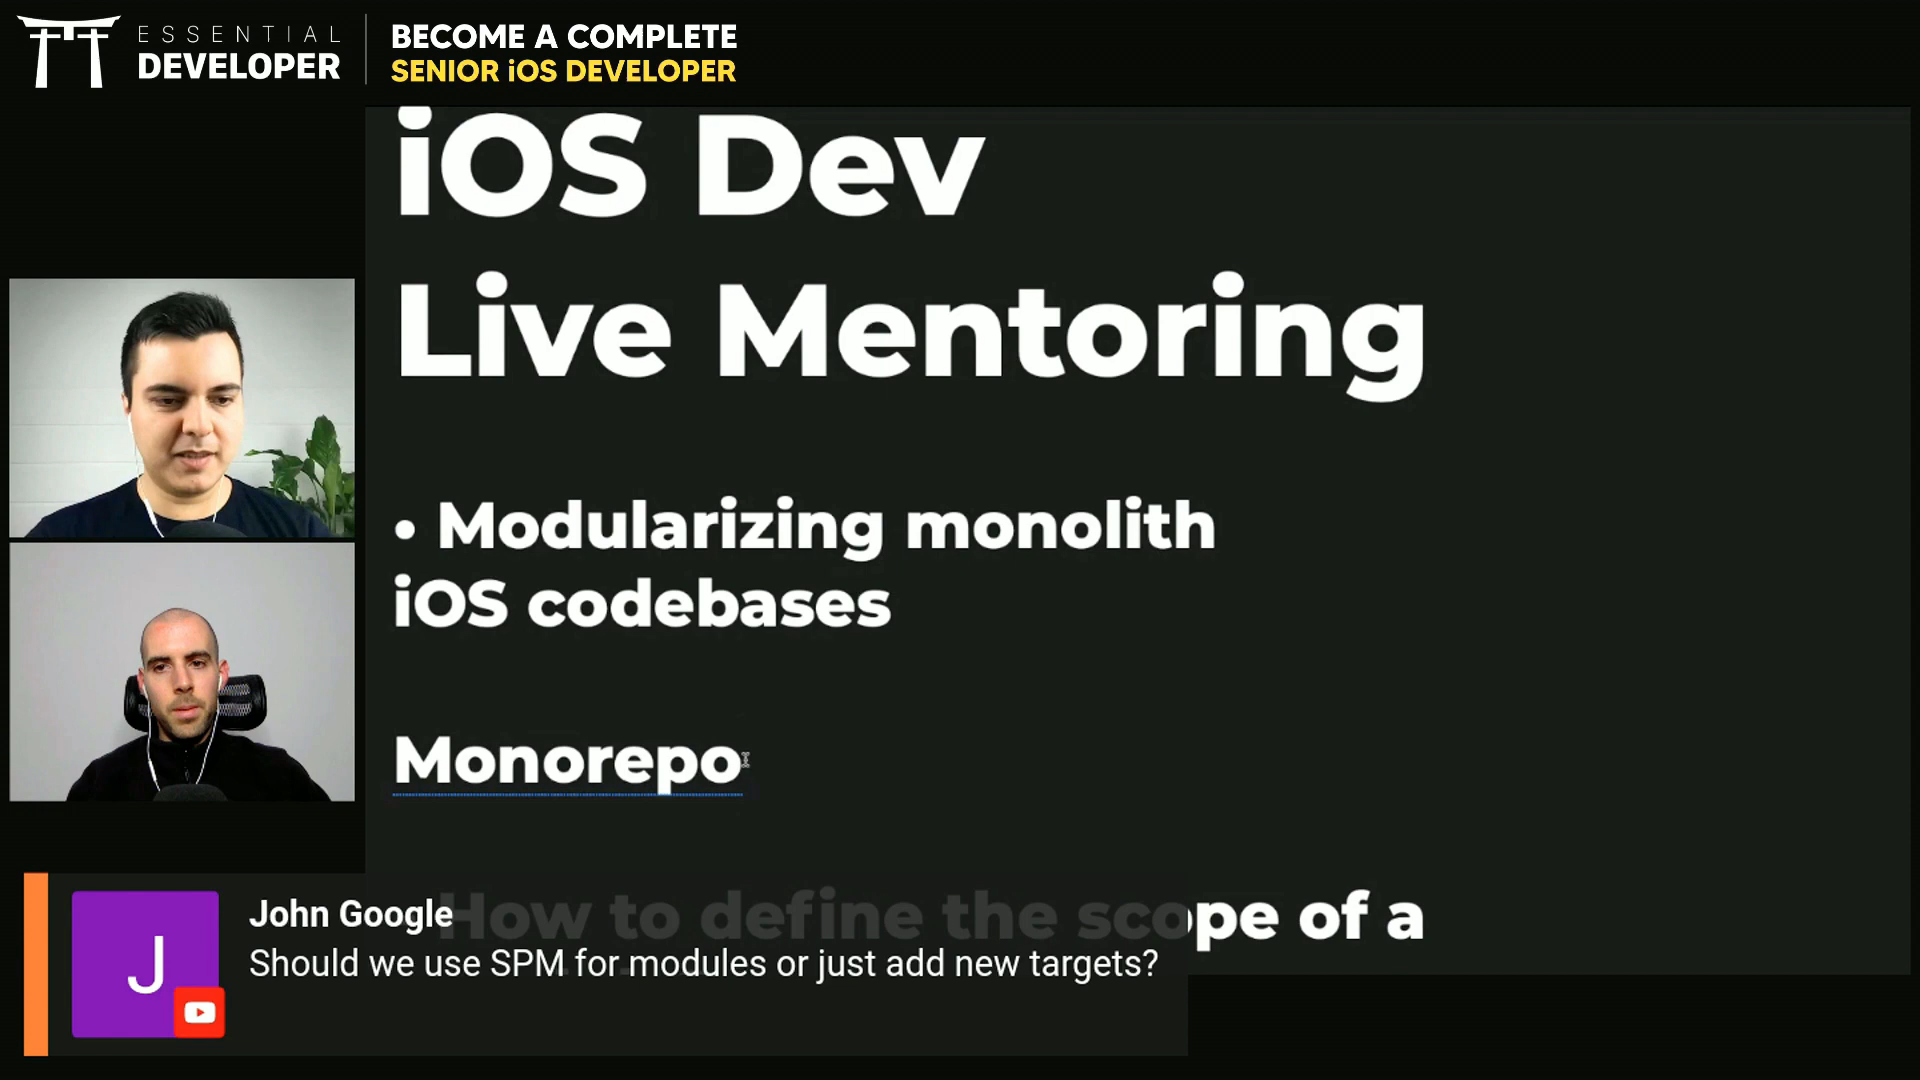 ESSENTIAL
DEVELOPER
BECOME A COMPLETE
SENIOR iOS DEVELOPER
iOS Dev
Live Mentoring
• Modularizing monolith
iOS codebases
Monorepo
How to define the scope of a
John Google
Should we use SPM for modules or just add new targets?
J